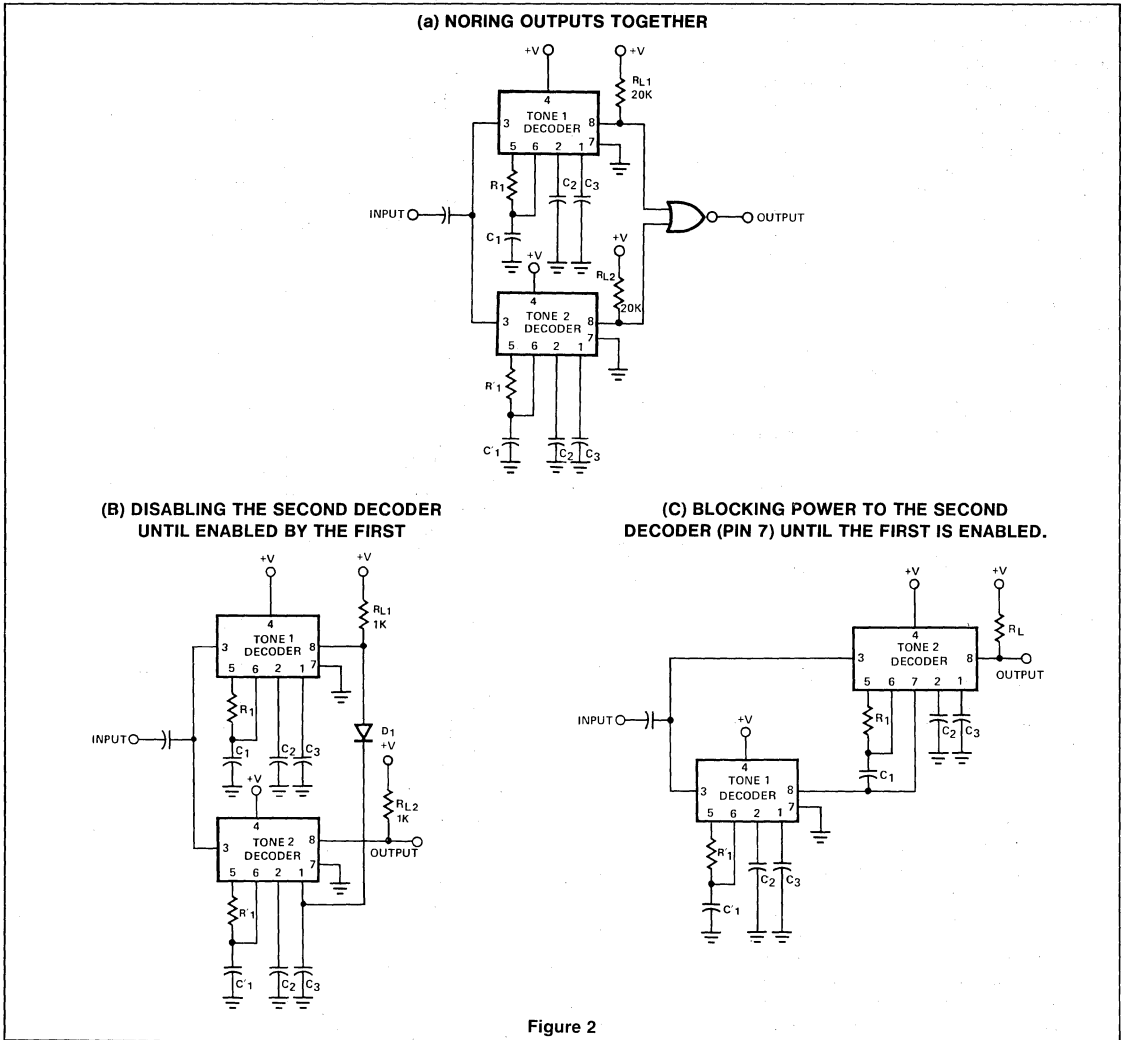 (a) NORING OUTPUTS TOGETHER
+V +V
RL1
20K
4
TONE 1
DECODER
3 8
7
5 6 2 1
R1 C2 C3
INPUT OUTPUT
C1
+V +V
RL2
20K
4
TONE 2
DECODER
3 8
7
5 6 2 1
R'1
C'1 C2 C3
(B) DISABLING THE SECOND DECODER
UNTIL ENABLED BY THE FIRST
+V +V
RL1
1K
4
TONE 1
DECODER
3 8
7
5 6 2 1
R1
INPUT D1
C1 C2 C3
+V +V
RL2
1K
4
TONE 2
DECODER
3 8
OUTPUT
7
5 6 2 1
R'1
C'1 C2 C3
(C) BLOCKING POWER TO THE SECOND
DECODER (PIN 7) UNTIL THE FIRST IS ENABLED.
+V +V
RL
4
TONE 2
DECODER
3 8
OUTPUT
5 6 7 2 1
R1 C2 C3
INPUT
C1
+V
4
TONE 1
DECODER
3 8
7
5 6 2 1
R'1 C2 C3
C'1
Figure 2